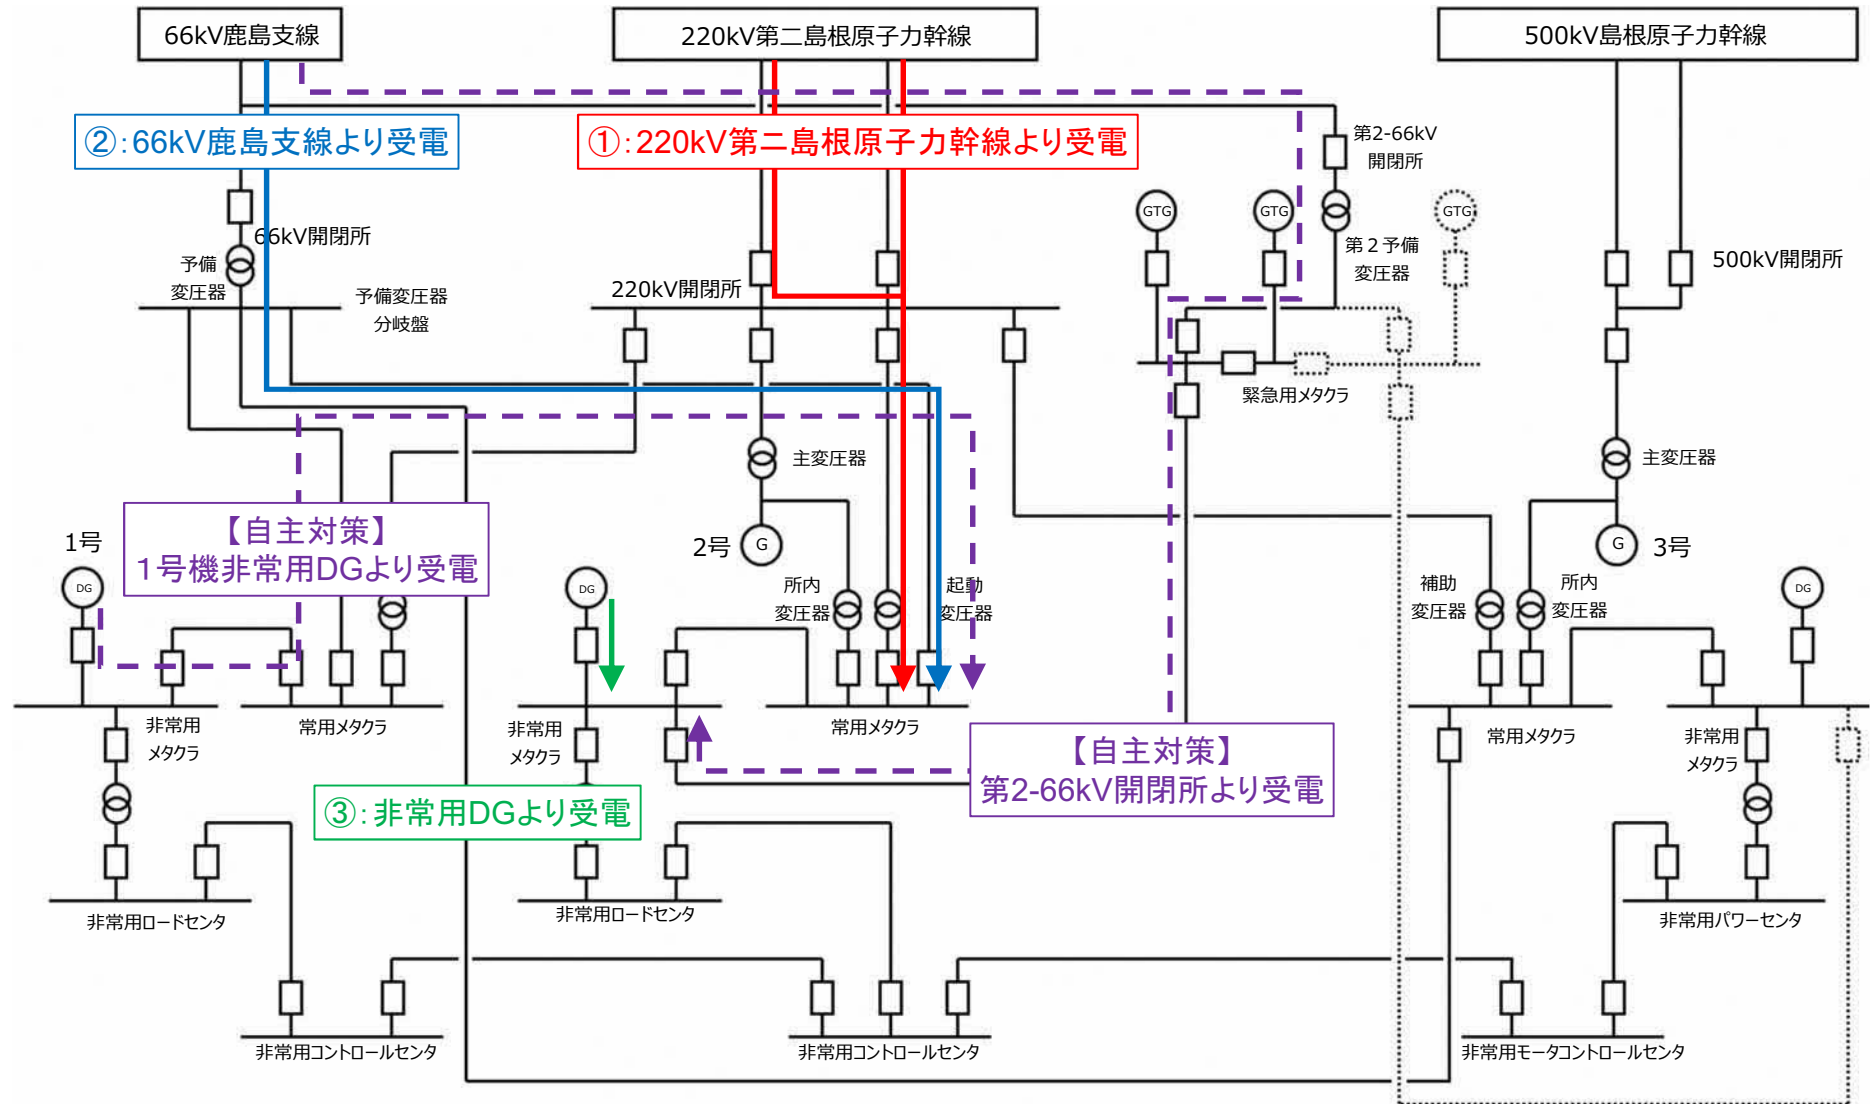 66kV鹿島支線
220kV第二島根原子力幹線
500kV島根原子力幹線
②:66kV鹿島支線より受電
①:220kV第二島根原子力幹線より受電
第2-66kV
開閉所
GTG
GTG
GTG
66kV開閉所
予備
変圧器
第2予備
変圧器
500kV開閉所
220kV開閉所
予備変圧器
分岐盤
緊急用メタクラ
主変圧器
主変圧器
【自主対策】
1号機非常用DGより受電
1号
2号
G
G
3号
DG
DG
DG
所内
変圧器
起動
変圧器
補助
変圧器
所内
変圧器
非常用
メタクラ
常用メタクラ
非常用
メタクラ
常用メタクラ
常用メタクラ
非常用
メタクラ
【自主対策】
第2-66kV開閉所より受電
③:非常用DGより受電
非常用ロードセンタ
非常用ロードセンタ
非常用パワーセンタ
非常用コントロールセンタ
非常用コントロールセンタ
非常用モータコントロールセンタ